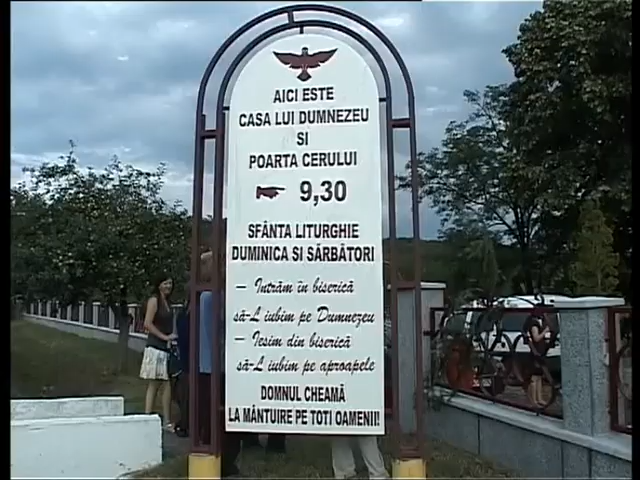 AICI ESTE
CASA LUI DUMNEZEU
SI
POARTA CERULUI
9,30
SFÂNTA LITURGHIE
DUMINICA SI SĂRBĂTORI
– Intrăm în biserică
să-L iubim pe Dumnezeu
– Iesim din biserică
să-L iubim pe aproapele
DOMNUL CHEAMĂ
LA MÂNTUIRE PE TOTI OAMENII!